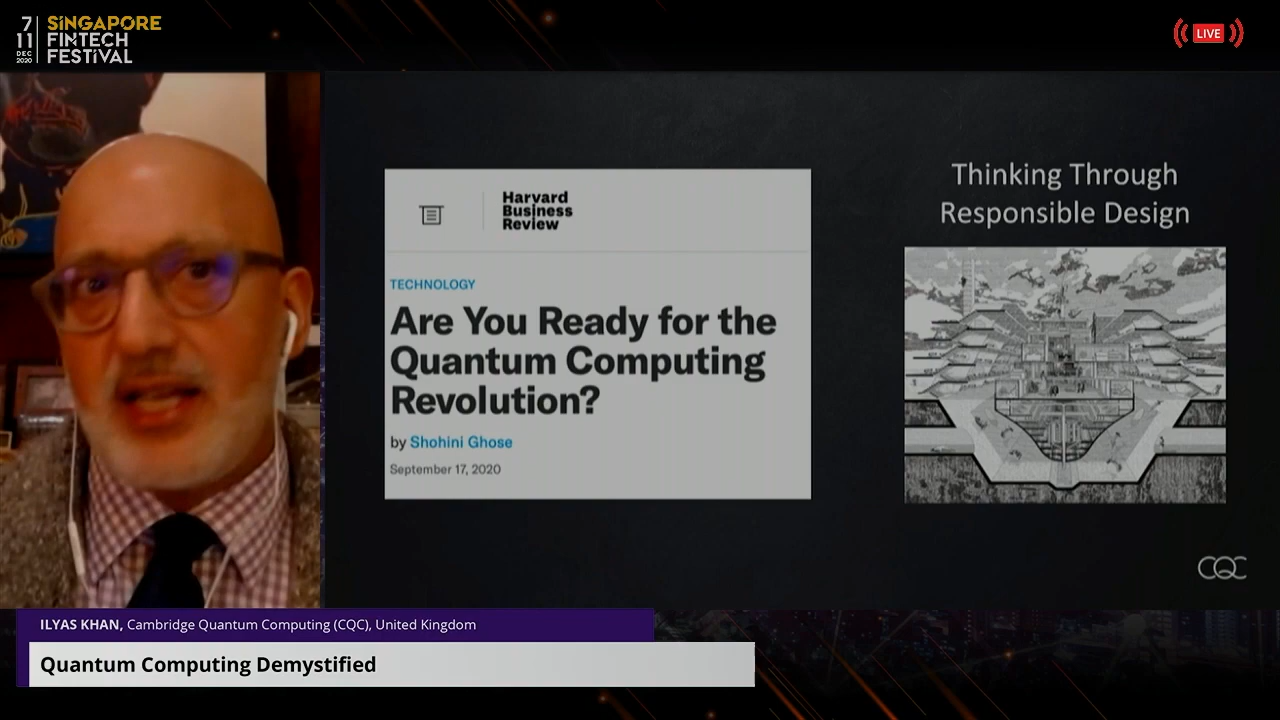 7
11
DEC
2020
SINGAPORE
FINTECH
FESTIVAL
LIVE
Harvard
Business
Review
TECHNOLOGY
Are You Ready for the
Quantum Computing
Revolution?
by Shohini Ghose
September 17, 2020
Thinking Through
Responsible Design
CQC
ILYAS KHAN, Cambridge Quantum Computing (CQC), United Kingdom
Quantum Computing Demystified